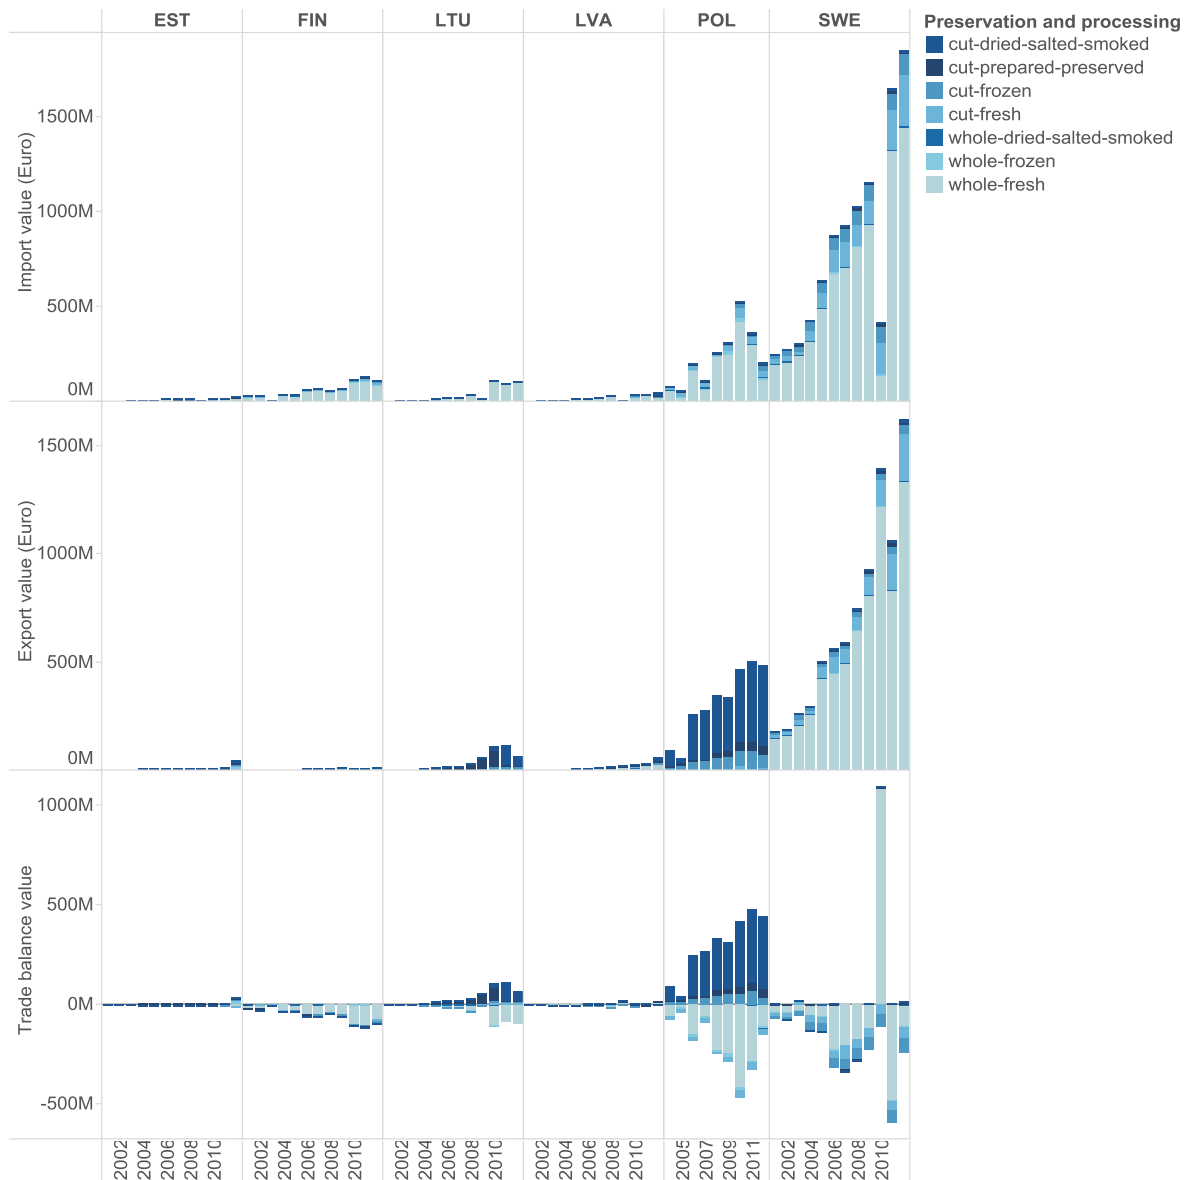 EST FIN LTU LVA POL SWE
Preservation and processing
cut-dried-salted-smoked
cut-prepared-preserved
cut-frozen
cut-fresh
whole-dried-salted-smoked
whole-frozen
whole-fresh
Import value (Euro)
1500M
1000M
500M
0M
Export value (Euro)
1500M
1000M
500M
0M
Trade balance value
1000M
500M
0M
-500M
2002 2004 2006 2008 2010 2002 2004 2006 2008 2010 2002 2004 2006 2008 2010 2002 2004 2006 2008 2010 2005 2007 2009 2011 2002 2004 2006 2008 2010